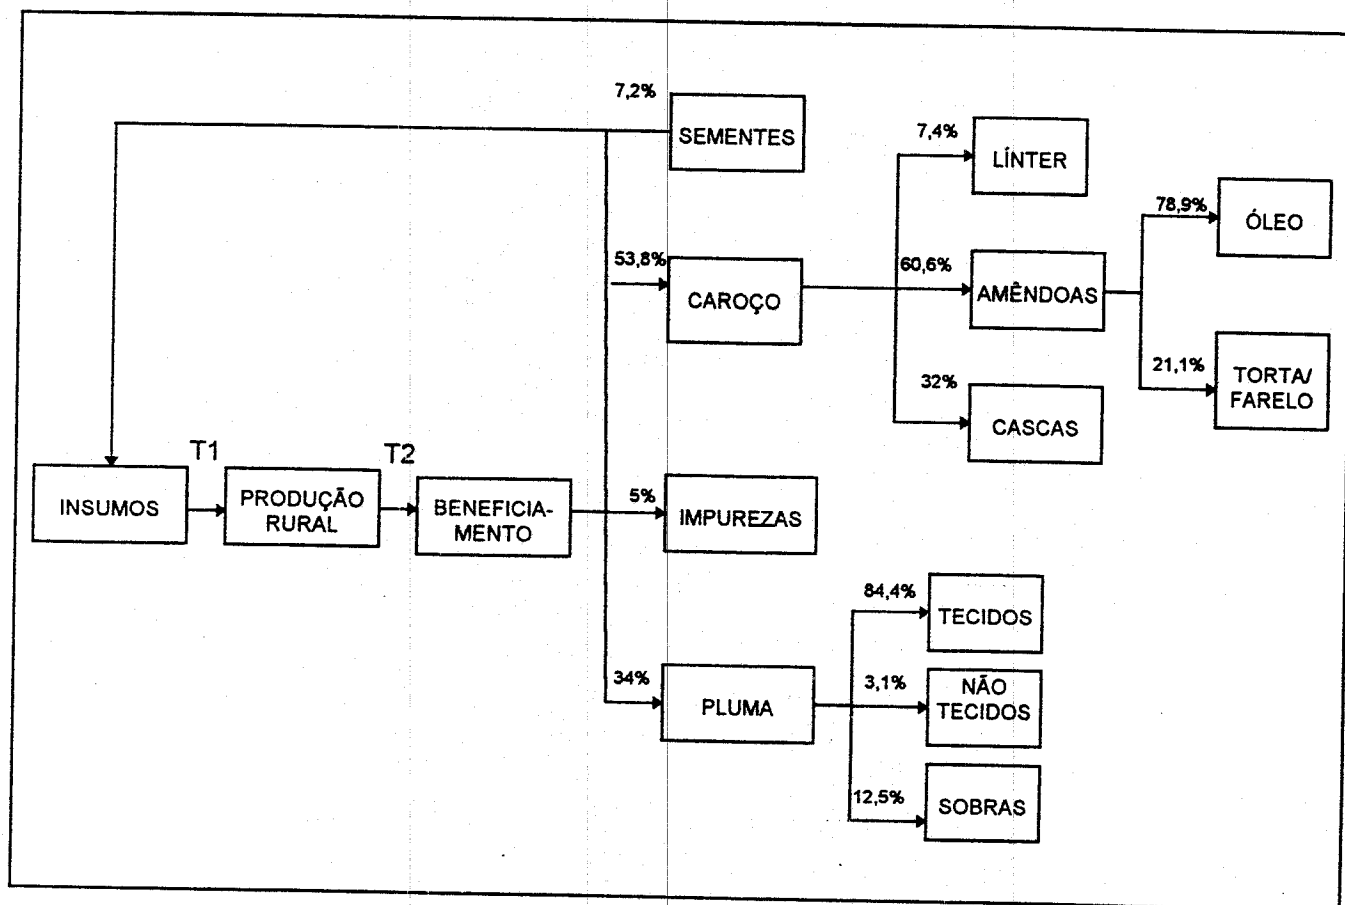 7,2%
SEMENTES
7,4%
LÍNTER
78,9%
ÓLEO
53,8%
CAROÇO
60,6%
AMÊNDOAS
21,1%
TORTA/
FARELO
32%
CASCAS
T1
T2
INSUMOS
PRODUÇÃO
RURAL
BENEFICIA-
MENTO
5%
IMPUREZAS
84,4%
TECIDOS
34%
PLUMA
3,1%
NÃO
TECIDOS
12,5%
SOBRAS